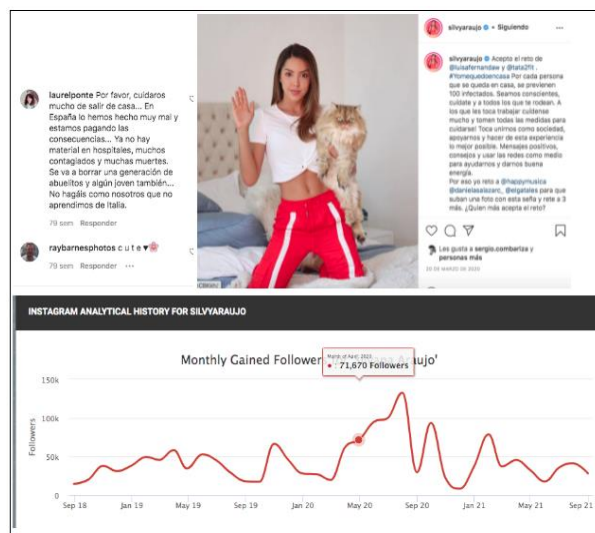 laurelponte Por favor, cuidaros
mucho de salir de casa... En
España lo hemos hecho muy mal y
estamos pagando las
consecuencias... Ya no hay
material en hospitales, muchos
contagiados y muchas muertes.
Se va a borrar una generación de
abuelitos y algún joven también...
No hagáis como nosotros que no
aprendimos de Italia.
79 sem Responder
raybarnesphotos c u t e
79 sem Responder ...
silvyaraujo • Siguiendo
silvyaraujo Acepto el reto de
@luisafernandaw y @tata2fit .
#Yomequedoencasa Por cada persona
que se queda en casa, se previenen
100 infectados. Seamos conscientes,
cuídate y a todos los que te rodean. A
los que les toca trabajar cuídense
mucho y tomen todas las medidas para
cuidarse! Toca unirnos como sociedad,
apoyarnos y hacer de esta experiencia
lo mejor posible. Mensajes positivos,
consejos y usar las redes como medio
para ayudarnos y darnos buena
energía.
Por eso yo reto a @happymusica
para que
suban una foto con esta seña y rete a 3
más. ¿Quien más acepta el reto?
Les gusta a sergio.combariza y
personas más
DE MARZO DE 2020
INSTAGRAM ANALYTICAL HISTORY FOR SILVYARAUJO
Monthly Gained Follower
71,670 Followers
150k
100k
50k
0
Followers
Sep 18
Jan 19
May 19
Sep 19
Jan 20
May 20
Sep 20
Jan 21
May 21
Sep 21